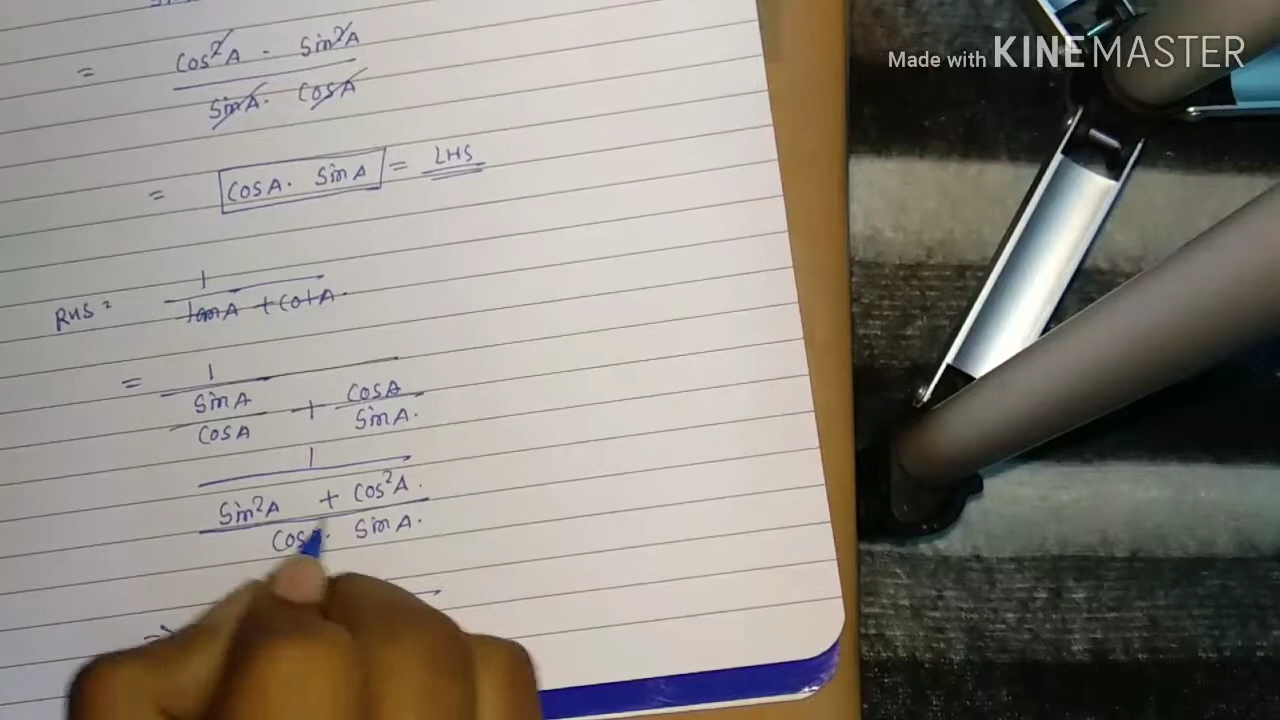 Made with KINEMASTER
= Cos²A . Sin²A
SinA. CosA
= COSA. SinA = LHS
RHS = 1
tanA + CotA.
= 1
SinA + COSA
COSA SinA.
1
Sin²A + Cos²A.
CosA. SinA.